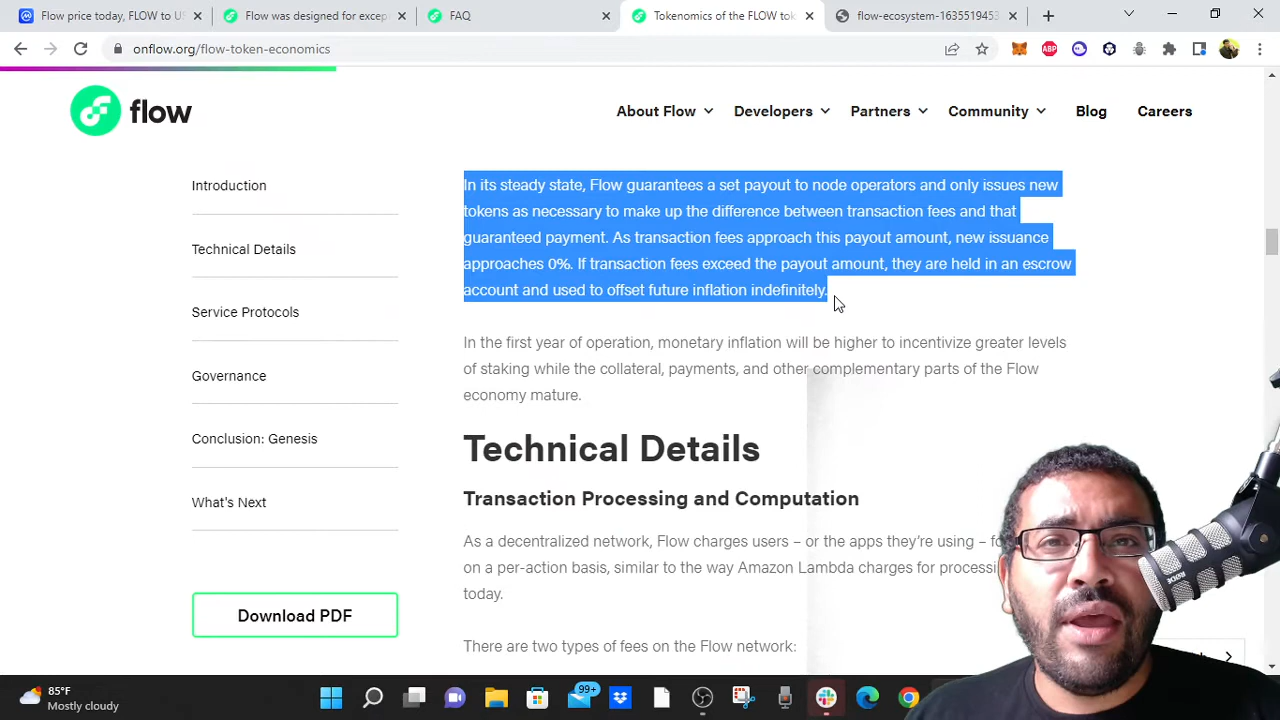 Flow price today, FLOW to US
Flow was designed for excep
FAQ
Tokenomics of the FLOW tok
flow-ecosystem-1635519453
onflow.org/flow-token-economics
ABP
flow
About Flow
Developers
Partners
Community
Blog
Careers
Introduction
Technical Details
Service Protocols
Governance
Conclusion: Genesis
What's Next
Download PDF
In its steady state, Flow guarantees a set payout to node operators and only issues new
tokens as necessary to make up the difference between transaction fees and that
guaranteed payment. As transaction fees approach this payout amount, new issuance
approaches 0%. If transaction fees exceed the payout amount, they are held in an escrow
account and used to offset future inflation indefinitely.
In the first year of operation, monetary inflation will be higher to incentivize greater levels
of staking while the collateral, payments, and other complementary parts of the Flow
economy mature.
Technical Details
Transaction Processing and Computation
As a decentralized network, Flow charges users – or the apps they're using –
on a per-action basis, similar to the way Amazon Lambda charges for
today.
There are two types of fees on the Flow network:
RØDE
85°F
Mostly cloudy
99+